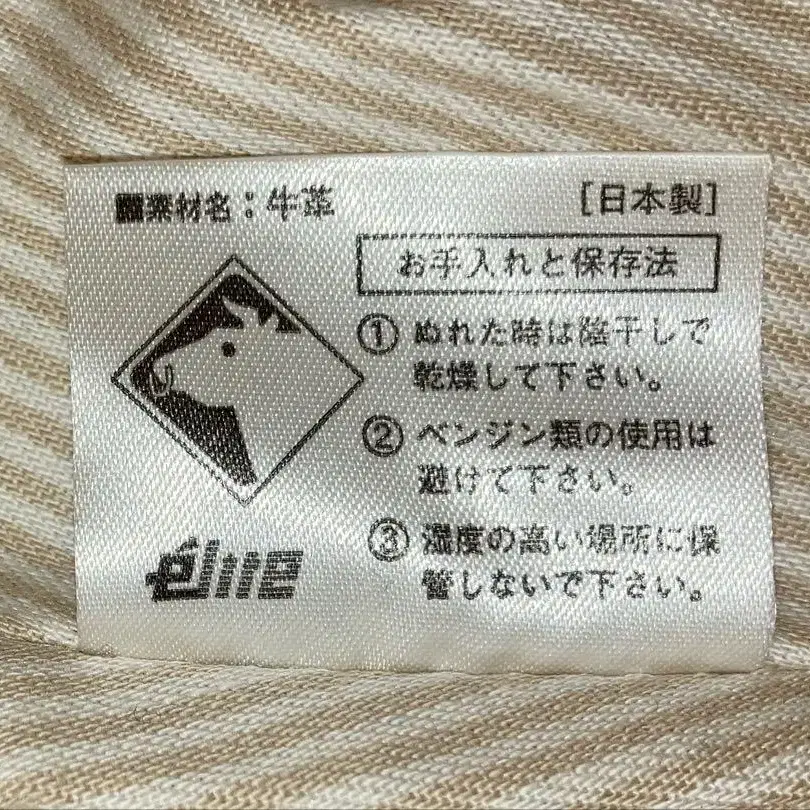 ■素材名：牛革
[日本製]
お手入れと保存法
① ぬれた時は陰干しで
乾燥して下さい。
② ベンジン類の使用は
避けて下さい。
③ 湿度の高い場所に保
管しないで下さい。